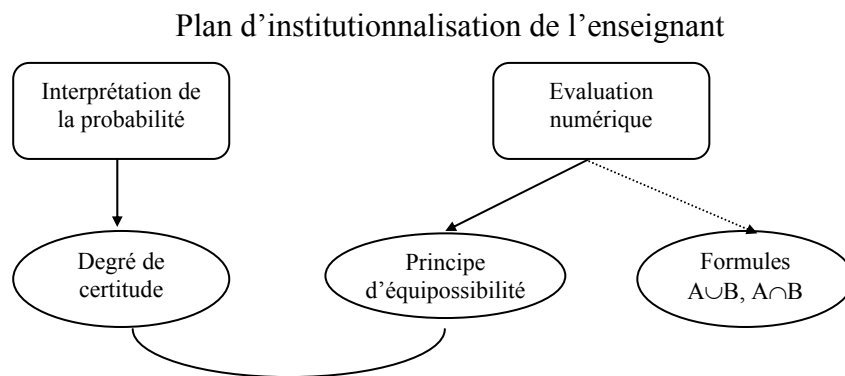 Plan d’institutionnalisation de l’enseignant
Interprétation de
la probabilité
Evaluation
numérique
Degré de
certitude
Principe
d’équipossibilité
Formules
A∪B, A∩B